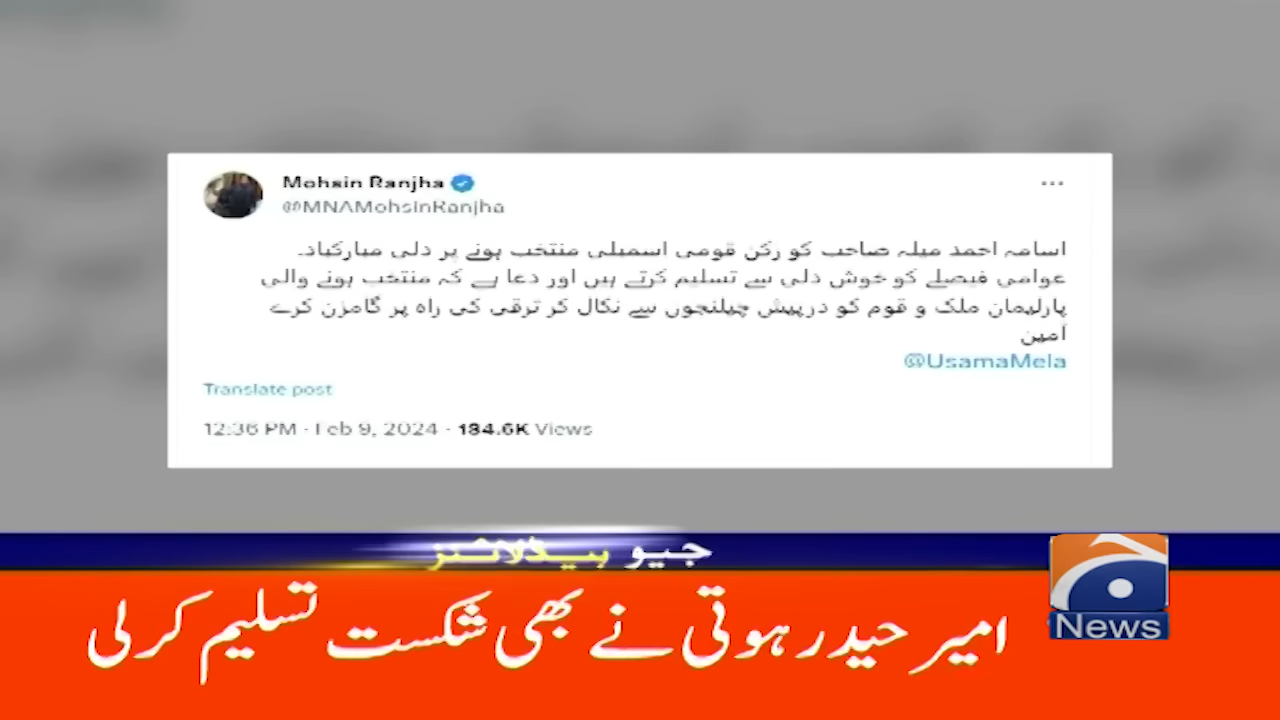 Mohsin Ranjha
@MNAMohsinRanjha
اسامہ احمد میلہ صاحب کو رکن قومی اسمبلی منتخب ہونے پر دلی مبارکباد۔
عوامی فیصلے کو خوش دلی سے تسلیم کرتے ہیں اور دعا ہے کہ منتخب ہونے والی
پارلیمان ملک و قوم کو درپیش چیلنجوں سے نکال کر ترقی کی راہ پر گامزن کرے
آمین
@UsamaMela
Translate post
12:36 PM · Feb 9, 2024 · 184.6K Views
جیو ہیڈلائنز
امیر حیدر ہوتی نے بھی شکست تسلیم کرلی
News